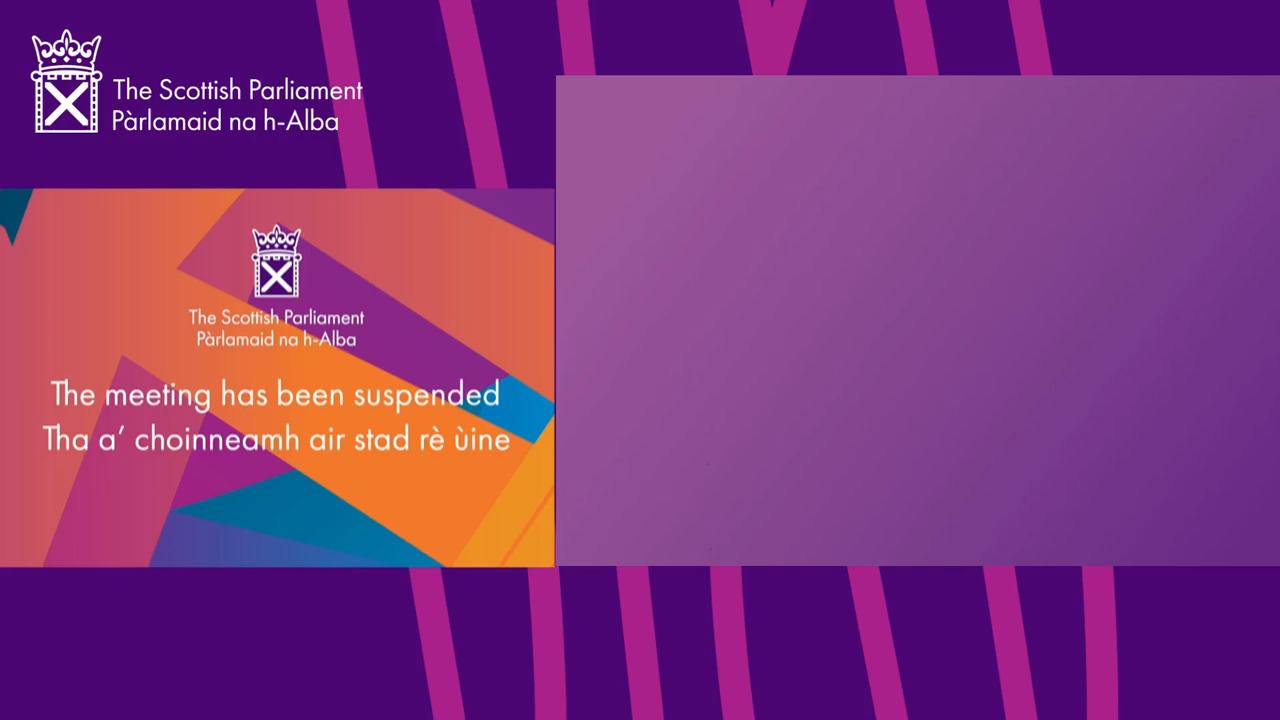 The Scottish Parliament
Pàrlamaid na h-Alba
The Scottish Parliament
Pàrlamaid na h-Alba
The meeting has been suspended
Tha a’ choinneamh air stad rè ùine